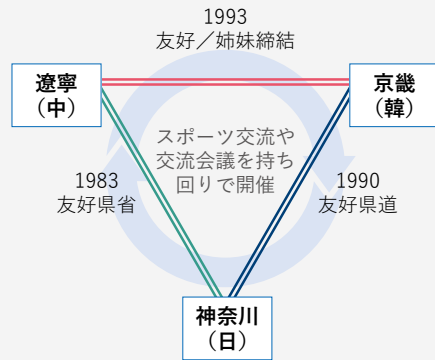 1993
友好／姉妹締結
遼寧
（中）
京畿
（韓）
スポーツ交流や
交流会議を持ち
回りで開催
1983
友好県省
1990
友好県道
神奈川
（日）